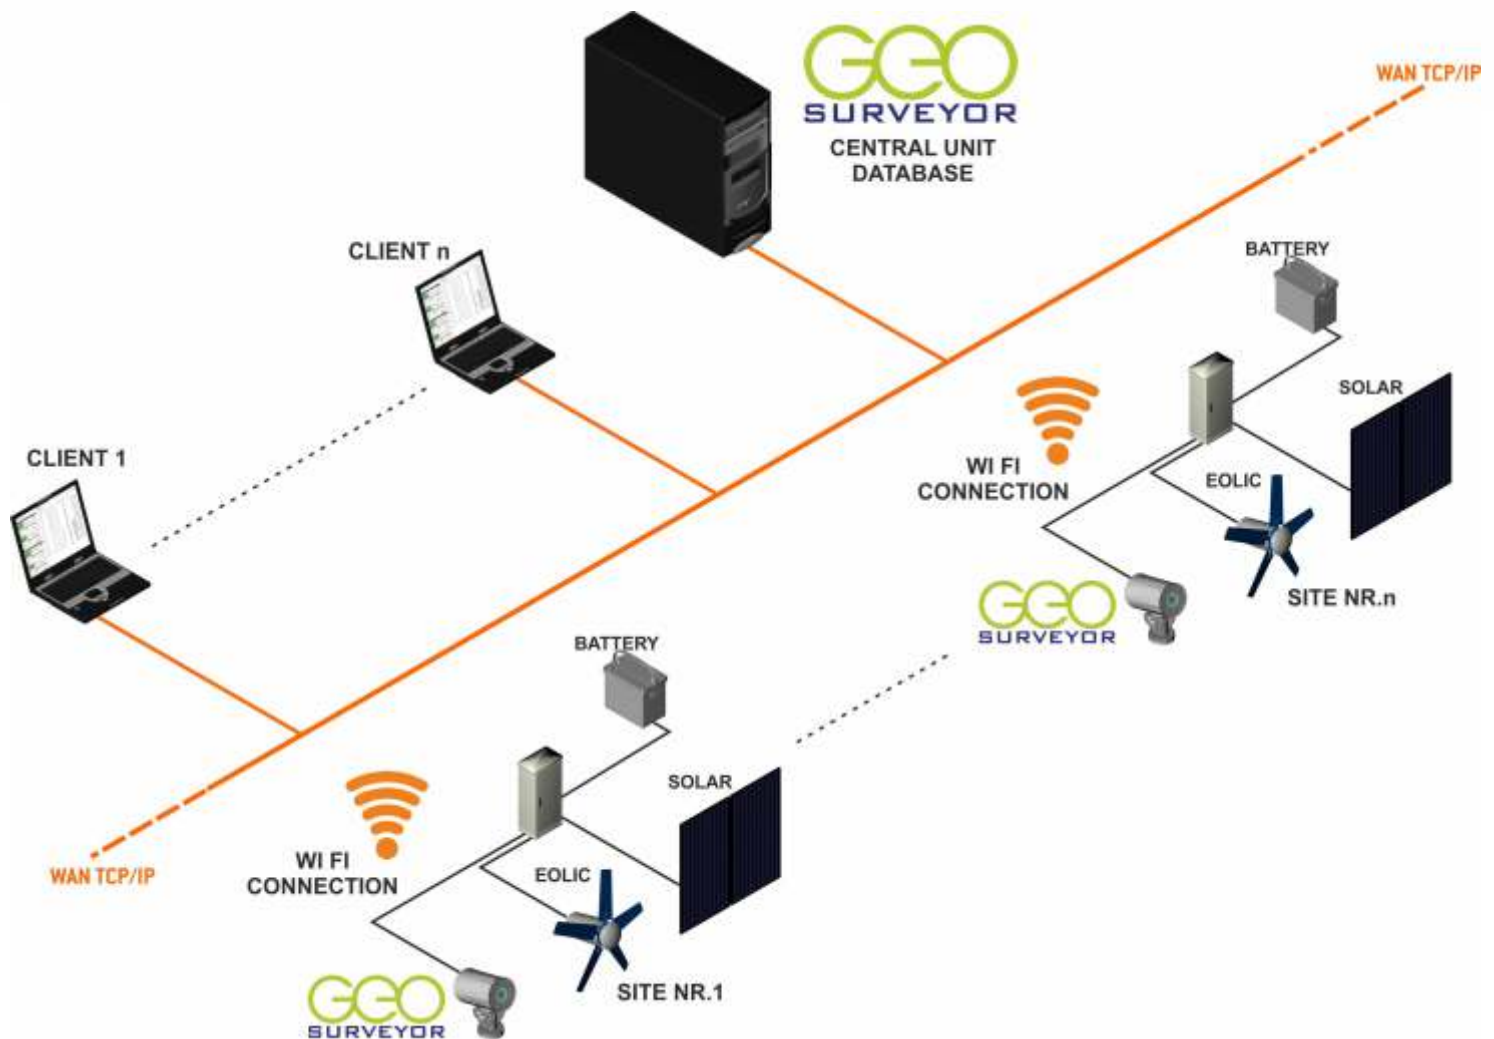 GEO
SURVEYOR
CENTRAL UNIT
DATABASE
WAN TCP/IP
CLIENT n
BATTERY
SOLAR
WI FI
CONNECTION
EOLIC
CLIENT 1
GEO
SURVEYOR
SITE NR.n
BATTERY
SOLAR
WI FI
CONNECTION
EOLIC
WAN TCP/IP
GEO
SURVEYOR
SITE NR.1